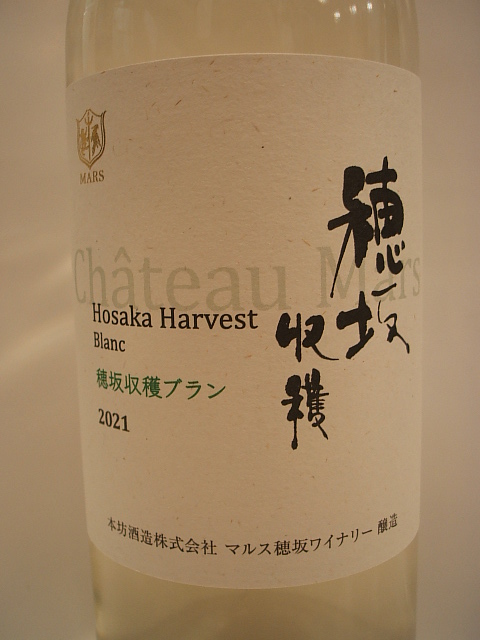 MARS
Château Mars
穂坂
収穫
Hosaka Harvest
Blanc
穂坂収穫ブラン
2021
本坊酒造株式会社 マルス穂坂ワイナリー 醸造